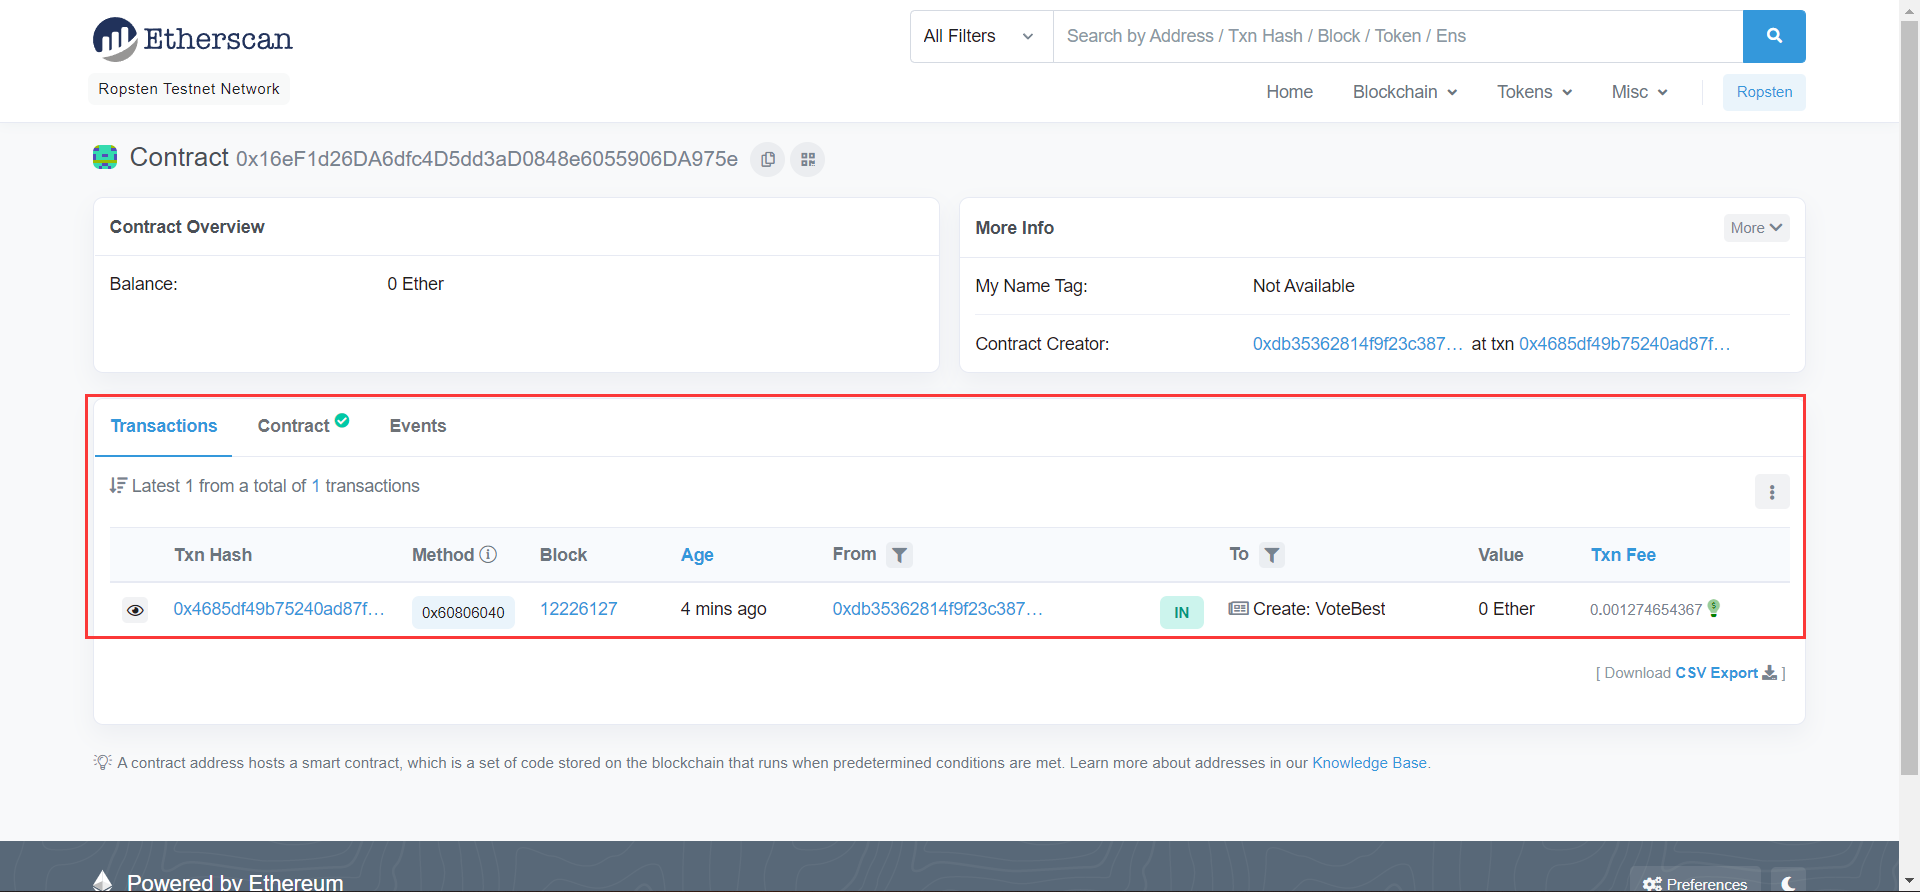 Etherscan
All Filters
Search by Address / Txn Hash / Block / Token / Ens
Ropsten Testnet Network
Home Blockchain Tokens Misc Ropsten
Contract 0x16eF1d26DA6dfc4D5dd3aD0848e6055906DA975e
Contract Overview
Balance: 0 Ether
More Info More
My Name Tag: Not Available
Contract Creator: 0xdb35362814f9f23c387... at txn 0x4685df49b75240ad87f...
Transactions Contract Events
Latest 1 from a total of 1 transactions
Txn Hash Method Block Age From To Value Txn Fee
0x4685df49b75240ad87f... 0x60806040 12226127 4 mins ago 0xdb35362814f9f23c387... IN Create: VoteBest 0 Ether 0.001274654367
[ Download CSV Export ]
A contract address hosts a smart contract, which is a set of code stored on the blockchain that runs when predetermined conditions are met. Learn more about addresses in our Knowledge Base.
Powered by Ethereum
Preferences